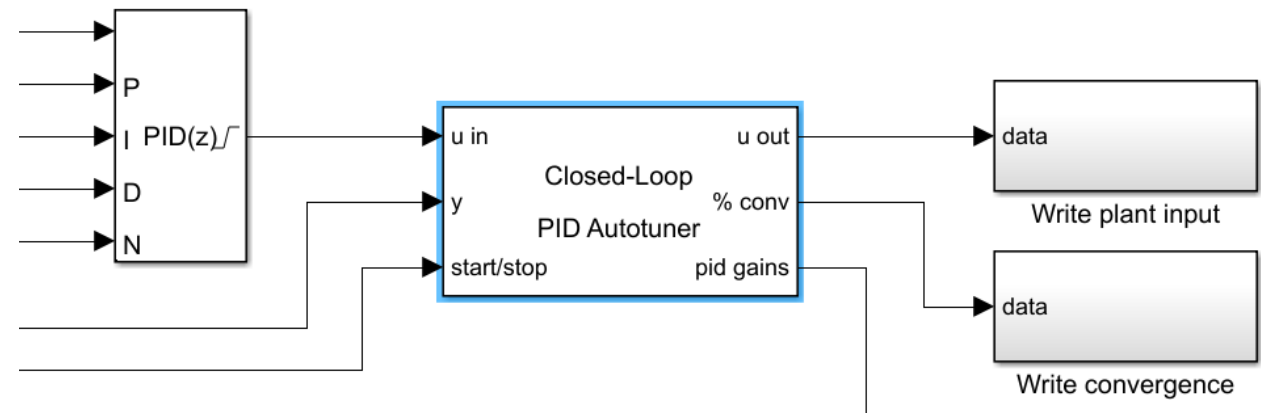 P
I
D
N
PID(z)
u in
y
start/stop
Closed-Loop
PID Autotuner
u out
% conv
pid gains
data
Write plant input
data
Write convergence